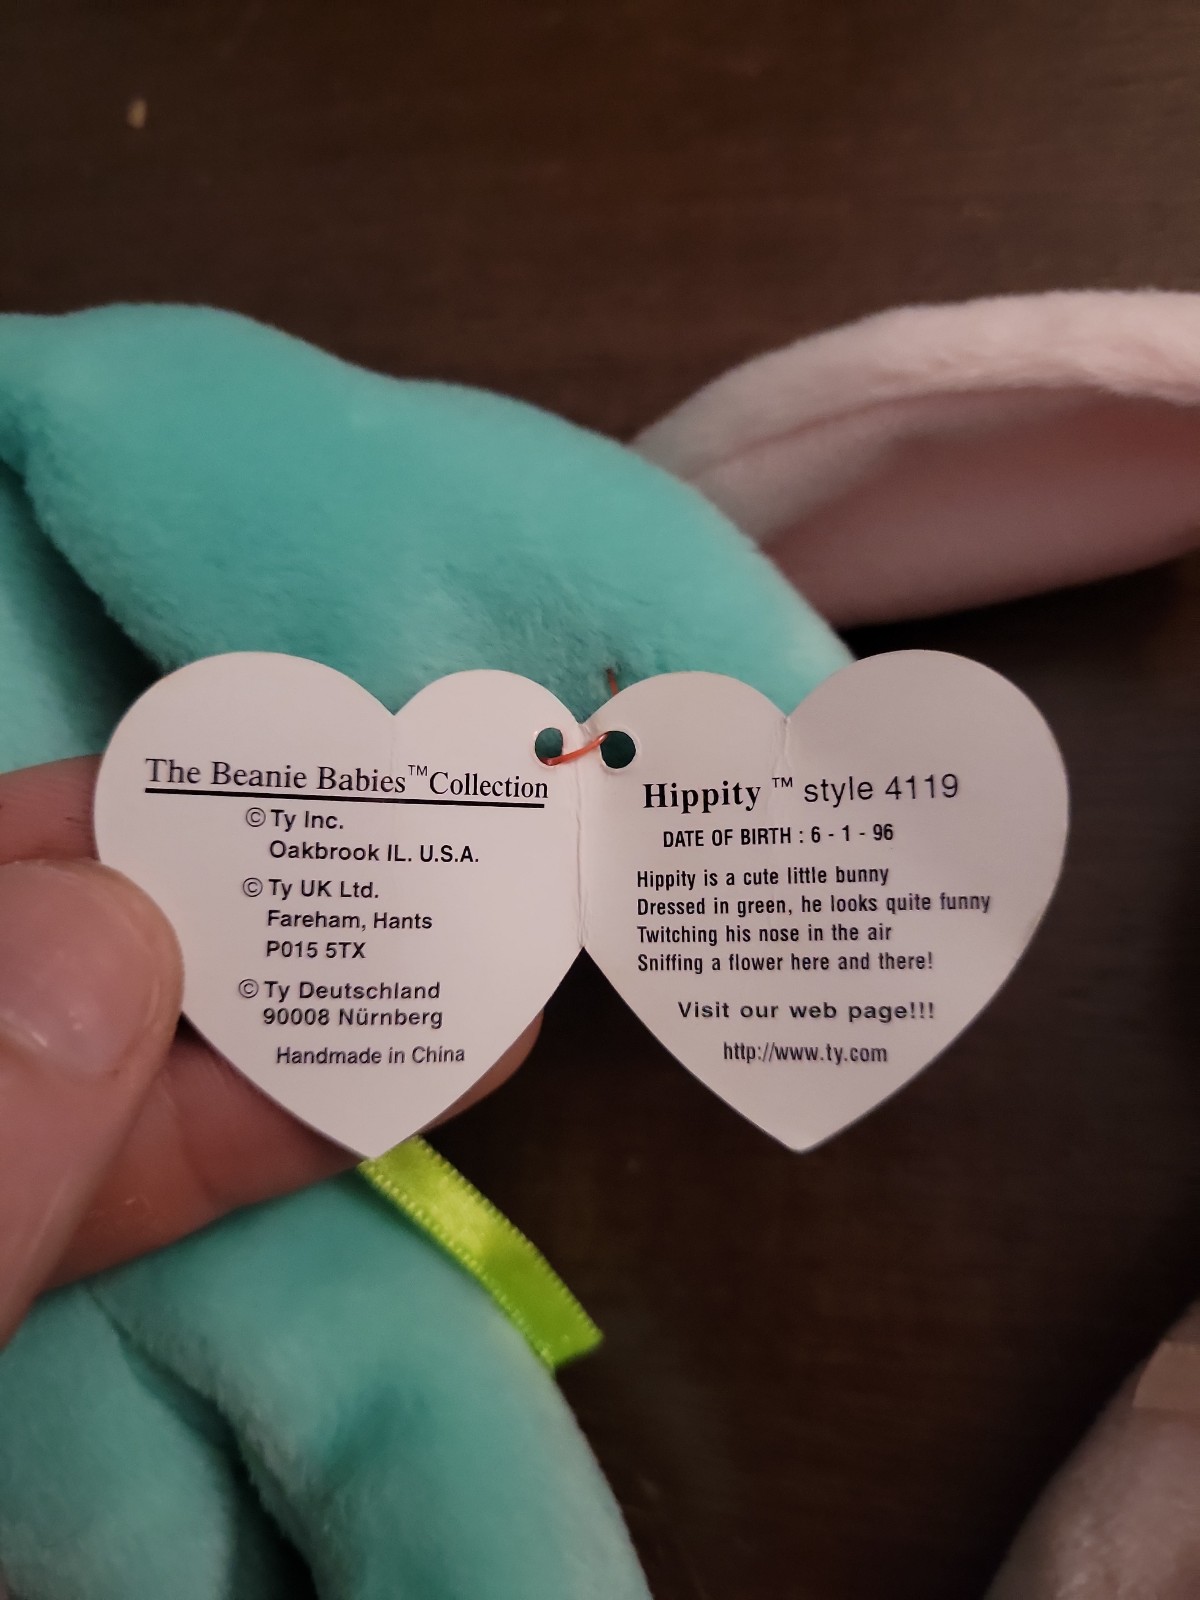 The Beanie Babies™Collection
©Ty Inc.
Oakbrook IL. U.S.A.
©Ty UK Ltd.
Fareham, Hants
P015 5TX
©Ty Deutschland
90008 Nürnberg
Handmade in China
Hippity ™ style 4119
DATE OF BIRTH : 6 - 1 - 96
Hippity is a cute little bunny
Dressed in green, he looks quite funny
Twitching his nose in the air
Sniffing a flower here and there!
Visit our web page!!!
http://www.ty.com